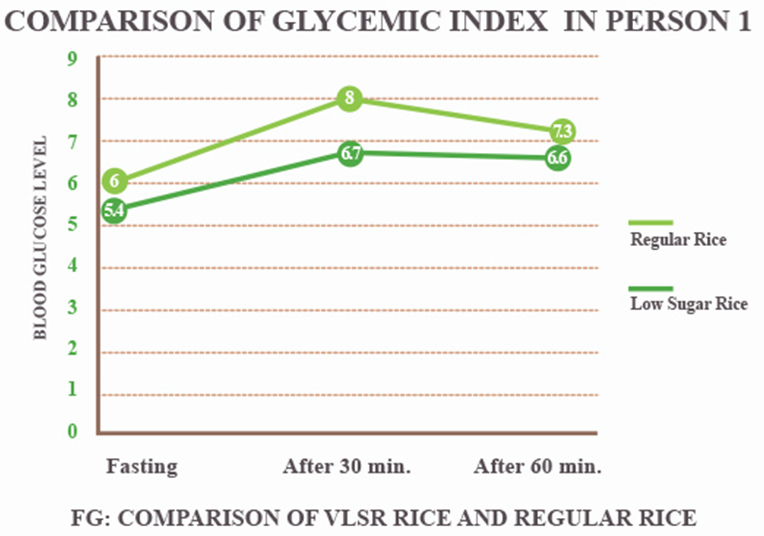 COMPARISON OF GLYCEMIC INDEX IN PERSON 1
BLOOD GLUCOSE LEVEL
9
8
7
6
5
4
3
2
1
0
6
8
7.3
5.4
6.7
6.6
Regular Rice
Low Sugar Rice
Fasting After 30 min. After 60 min.
FG: COMPARISON OF VLSR RICE AND REGULAR RICE